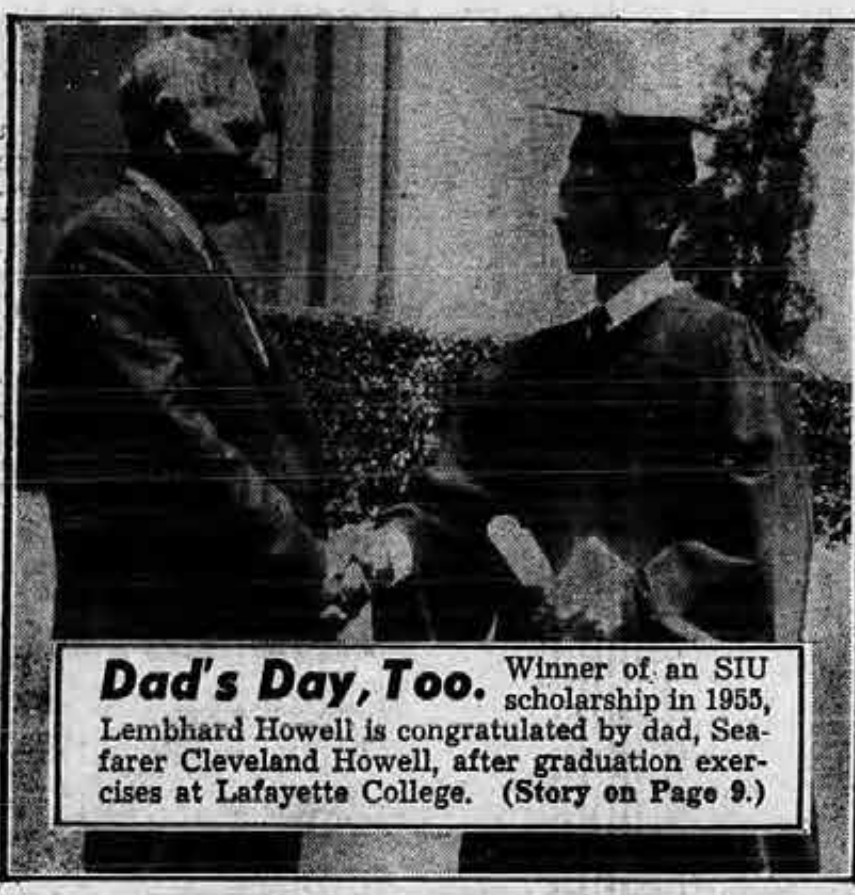 Dad's Day, Too. Winner of an SIU
scholarship in 1955,
Lembhard Howell is congratulated by dad, Sea-
farer Cleveland Howell, after graduation exer-
cises at Lafayette College. (Story on Page 9.)